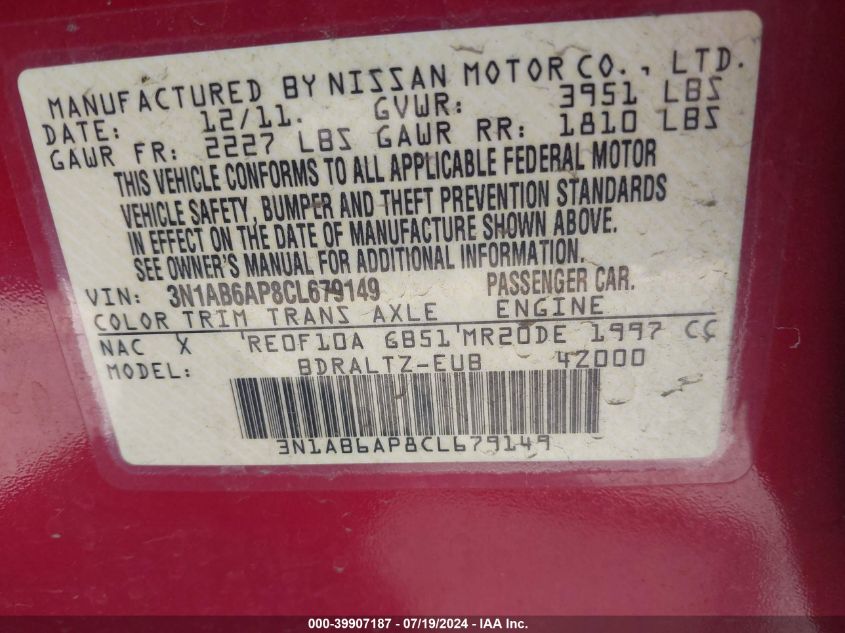 MANUFACTURED BY NISSAN MOTOR CO., LTD.
DATE: 12/11. GVWR: 3951 LBS
GAWR FR: 2227 LBS GAWR RR: 1810 LBS
THIS VEHICLE CONFORMS TO ALL APPLICABLE FEDERAL MOTOR
VEHICLE SAFETY, BUMPER AND THEFT PREVENTION STANDARDS
IN EFFECT ON THE DATE OF MANUFACTURE SHOWN ABOVE.
SEE OWNER'S MANUAL FOR ADDITIONAL INFORMATION.
VIN: 3N1AB6AP8CL679149 PASSENGER CAR.
COLOR TRIM TRANS AXLE ENGINE
NAC X RE0F10A GB51 MR20DE 1997 CC
MODEL: BDRALTZ-EUB 4Z000
3N1AB6AP8CL679149
000-39907187 - 07/19/2024 - IAA Inc.